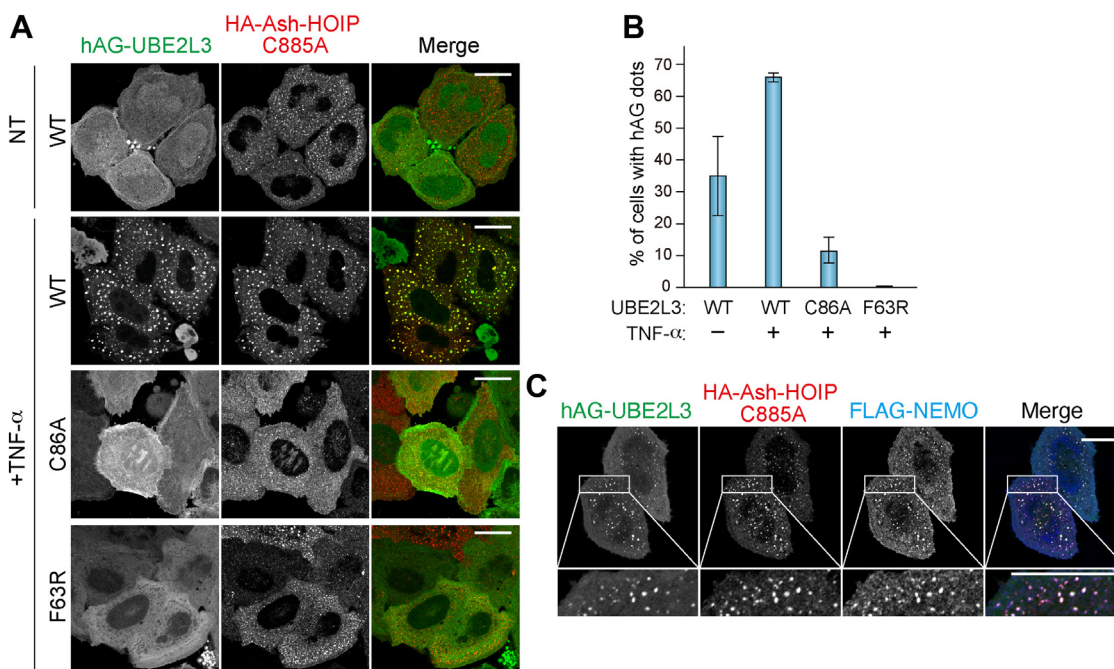 A
hAG-UBE2L3
HA-Ash-HOIP
C885A
Merge
NT
WT
+TNF-α
WT
C86A
F63R
B
% of cells with hAG dots
70
60
50
40
30
20
10
0
UBE2L3: WT WT C86A F63R
TNF-α: − + + +
C
hAG-UBE2L3
HA-Ash-HOIP
C885A
FLAG-NEMO
Merge